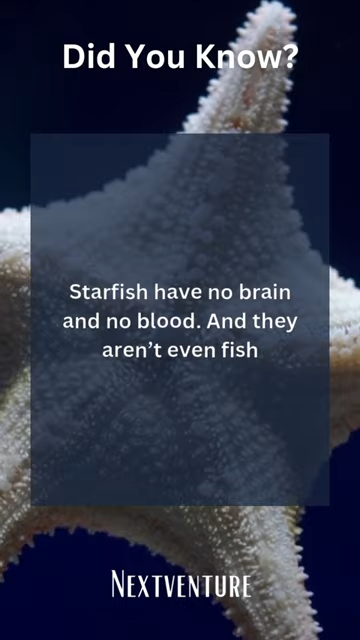 Did You Know?
Starfish have no brain
and no blood. And they
aren’t even fish
NEXTVENTURE